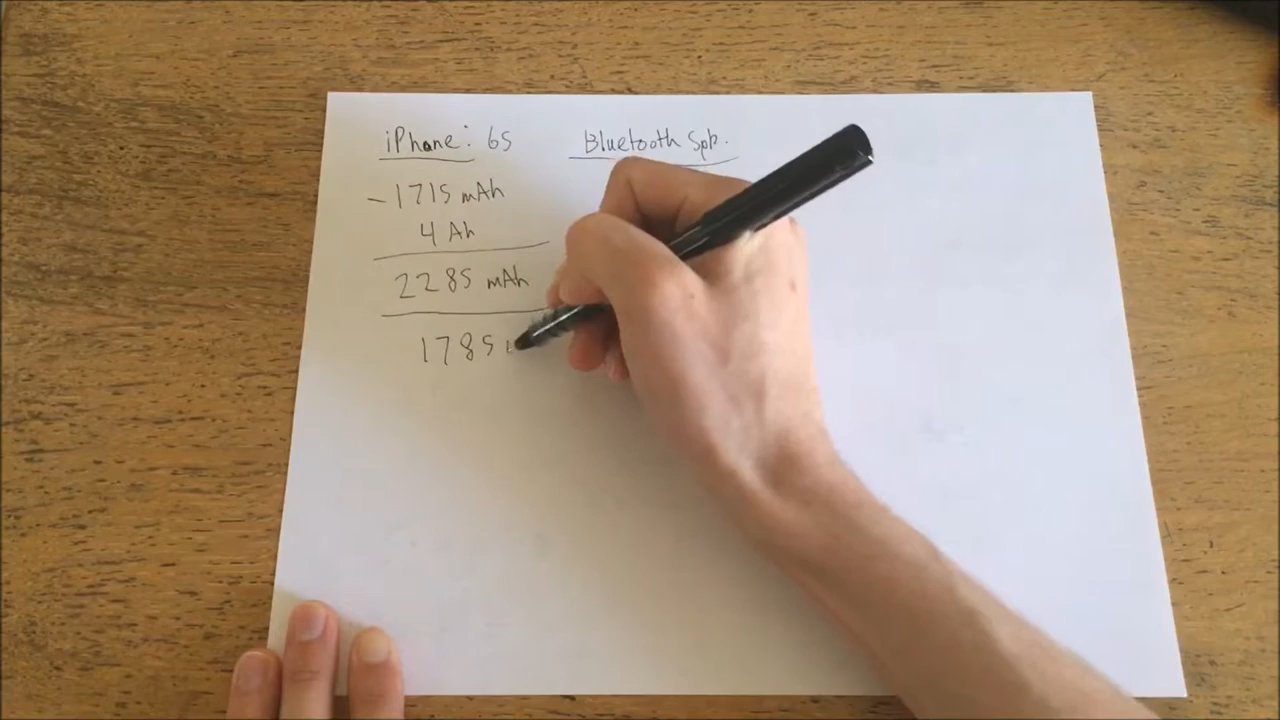 iPhone: 6S
Bluetooth Spk.
- 1715 mAh
4 Ah
2285 mAh
1785